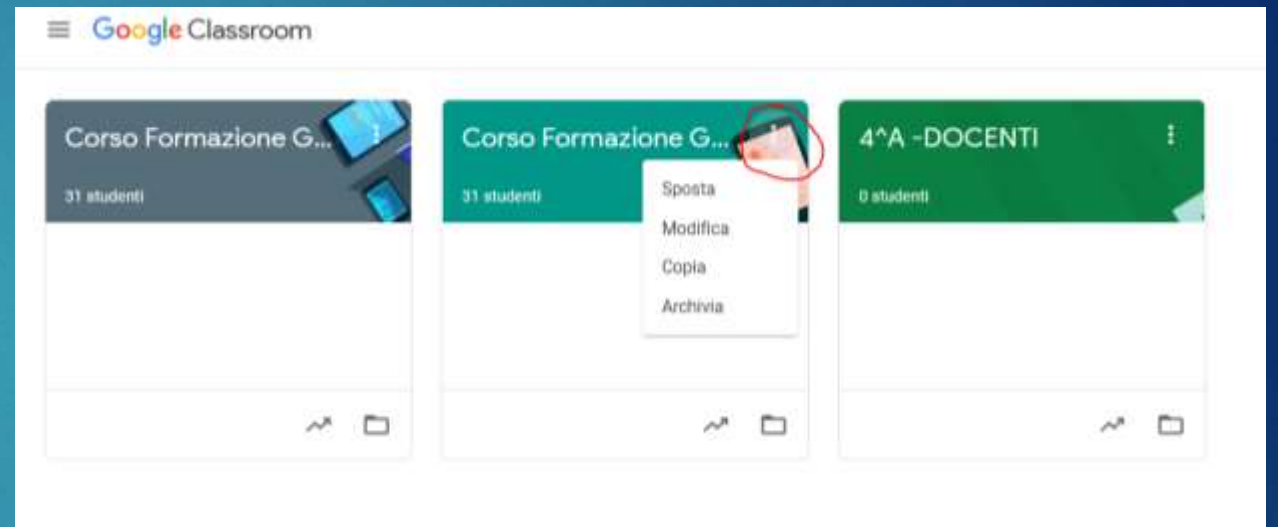 Google Classroom
Corso Formazione G...
31 studenti
Corso Formazione G...
31 studenti
Sposta
Modifica
Copia
Archivia
4^A -DOCENTI
0 studenti